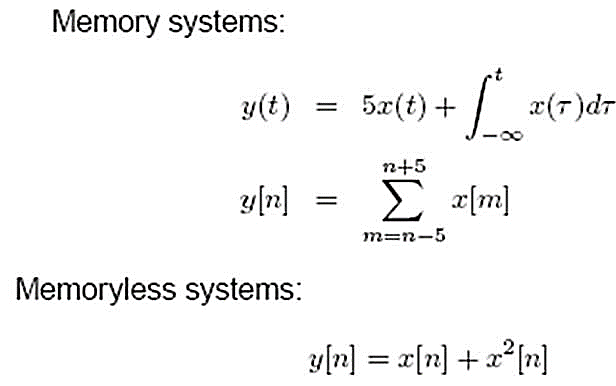 Memory systems:
y(t) = 5x(t) + ∫_{-∞}^{t} x(τ)dτ
y[n] = ∑_{m=n-5}^{n+5} x[m]
Memoryless systems:
y[n] = x[n] + x²[n]